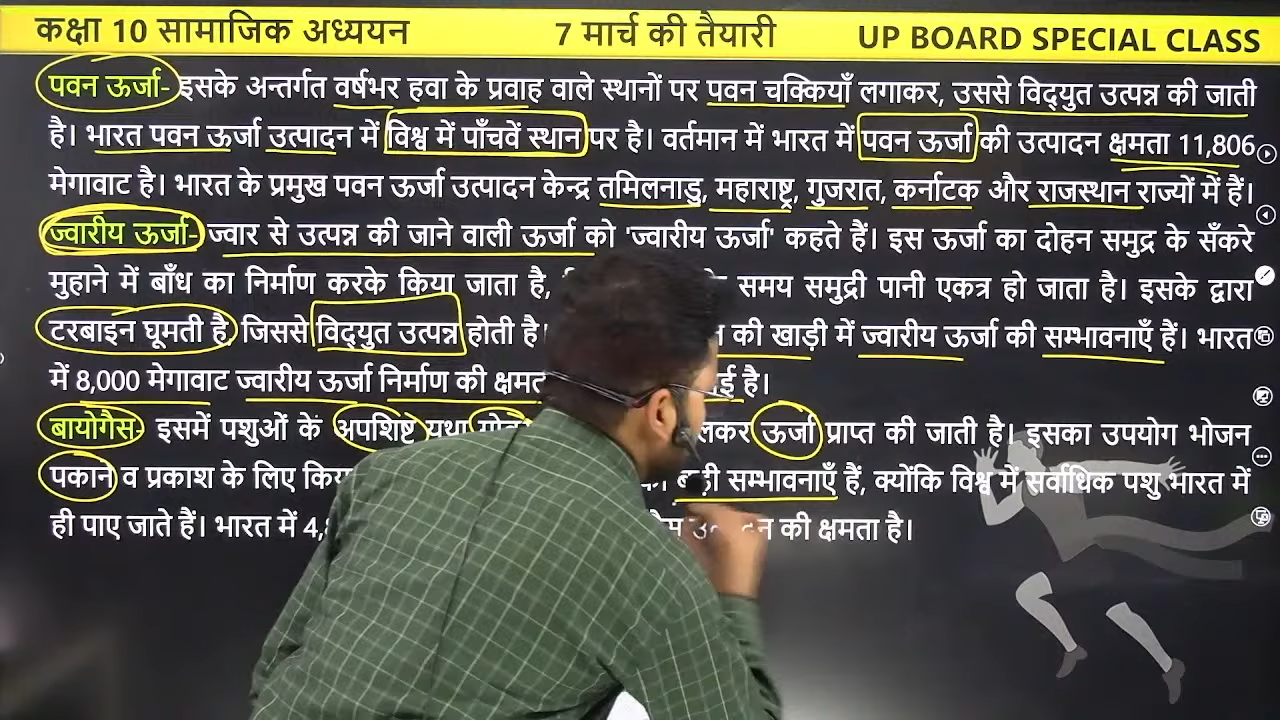 कक्षा 10 सामाजिक अध्ययन 7 मार्च की तैयारी UP BOARD SPECIAL CLASS
पवन ऊर्जा- इसके अन्तर्गत वर्षभर हवा के प्रवाह वाले स्थानों पर पवन चक्कियाँ लगाकर, उससे विद्युत उत्पन्न की जाती
है। भारत पवन ऊर्जा उत्पादन में विश्व में पाँचवें स्थान पर है। वर्तमान में भारत में पवन ऊर्जा की उत्पादन क्षमता 11,806
मेगावाट है। भारत के प्रमुख पवन ऊर्जा उत्पादन केन्द्र तमिलनाडु, महाराष्ट्र, गुजरात, कर्नाटक और राजस्थान राज्यों में हैं।
ज्वारीय ऊर्जा- ज्वार से उत्पन्न की जाने वाली ऊर्जा को 'ज्वारीय ऊर्जा' कहते हैं। इस ऊर्जा का दोहन समुद्र के सँकरे
मुहाने में बाँध का निर्माण करके किया जाता है, समय समुद्री पानी एकत्र हो जाता है। इसके द्वारा
टरबाइन घूमती है, जिससे विद्युत उत्पन्न होती है। की खाड़ी में ज्वारीय ऊर्जा की सम्भावनाएँ हैं। भारत
में 8,000 मेगावाट ज्वारीय ऊर्जा निर्माण की है।
बायोगैस- इसमें पशुओं के अपशिष्ट यथा ऊर्जा प्राप्त की जाती है। इसका उपयोग भोजन
पकाने व प्रकाश के लिए सम्भावनाएँ हैं, क्योंकि विश्व में सर्वाधिक पशु भारत में
ही पाए जाते हैं। भारत में की क्षमता है।